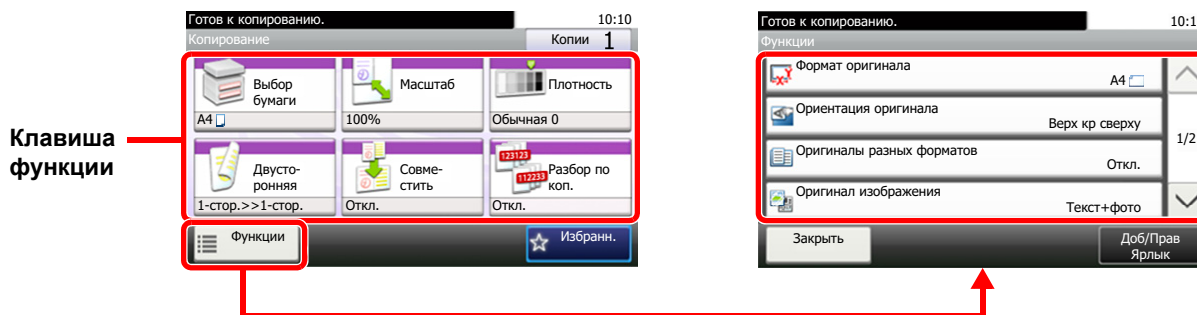 Клавиша
функции
Готов к копированию. 10:10
Копирование Копии 1
Выбор
бумаги
A4
Масштаб
100%
Плотность
Обычная 0
Двусто-
ронняя
1-стор.>>1-стор.
Совме-
стить
Откл.
123123
112233
Разбор по
коп.
Откл.
Функции
Избранн.
Готов к копированию. 10:1
Функции
Формат оригинала
A4
Ориентация оригинала
Верх кр сверху
Оригиналы разных форматов
Откл.
Оригинал изображения
Текст+фото
1/2
Закрыть
Доб/Прав
Ярлык